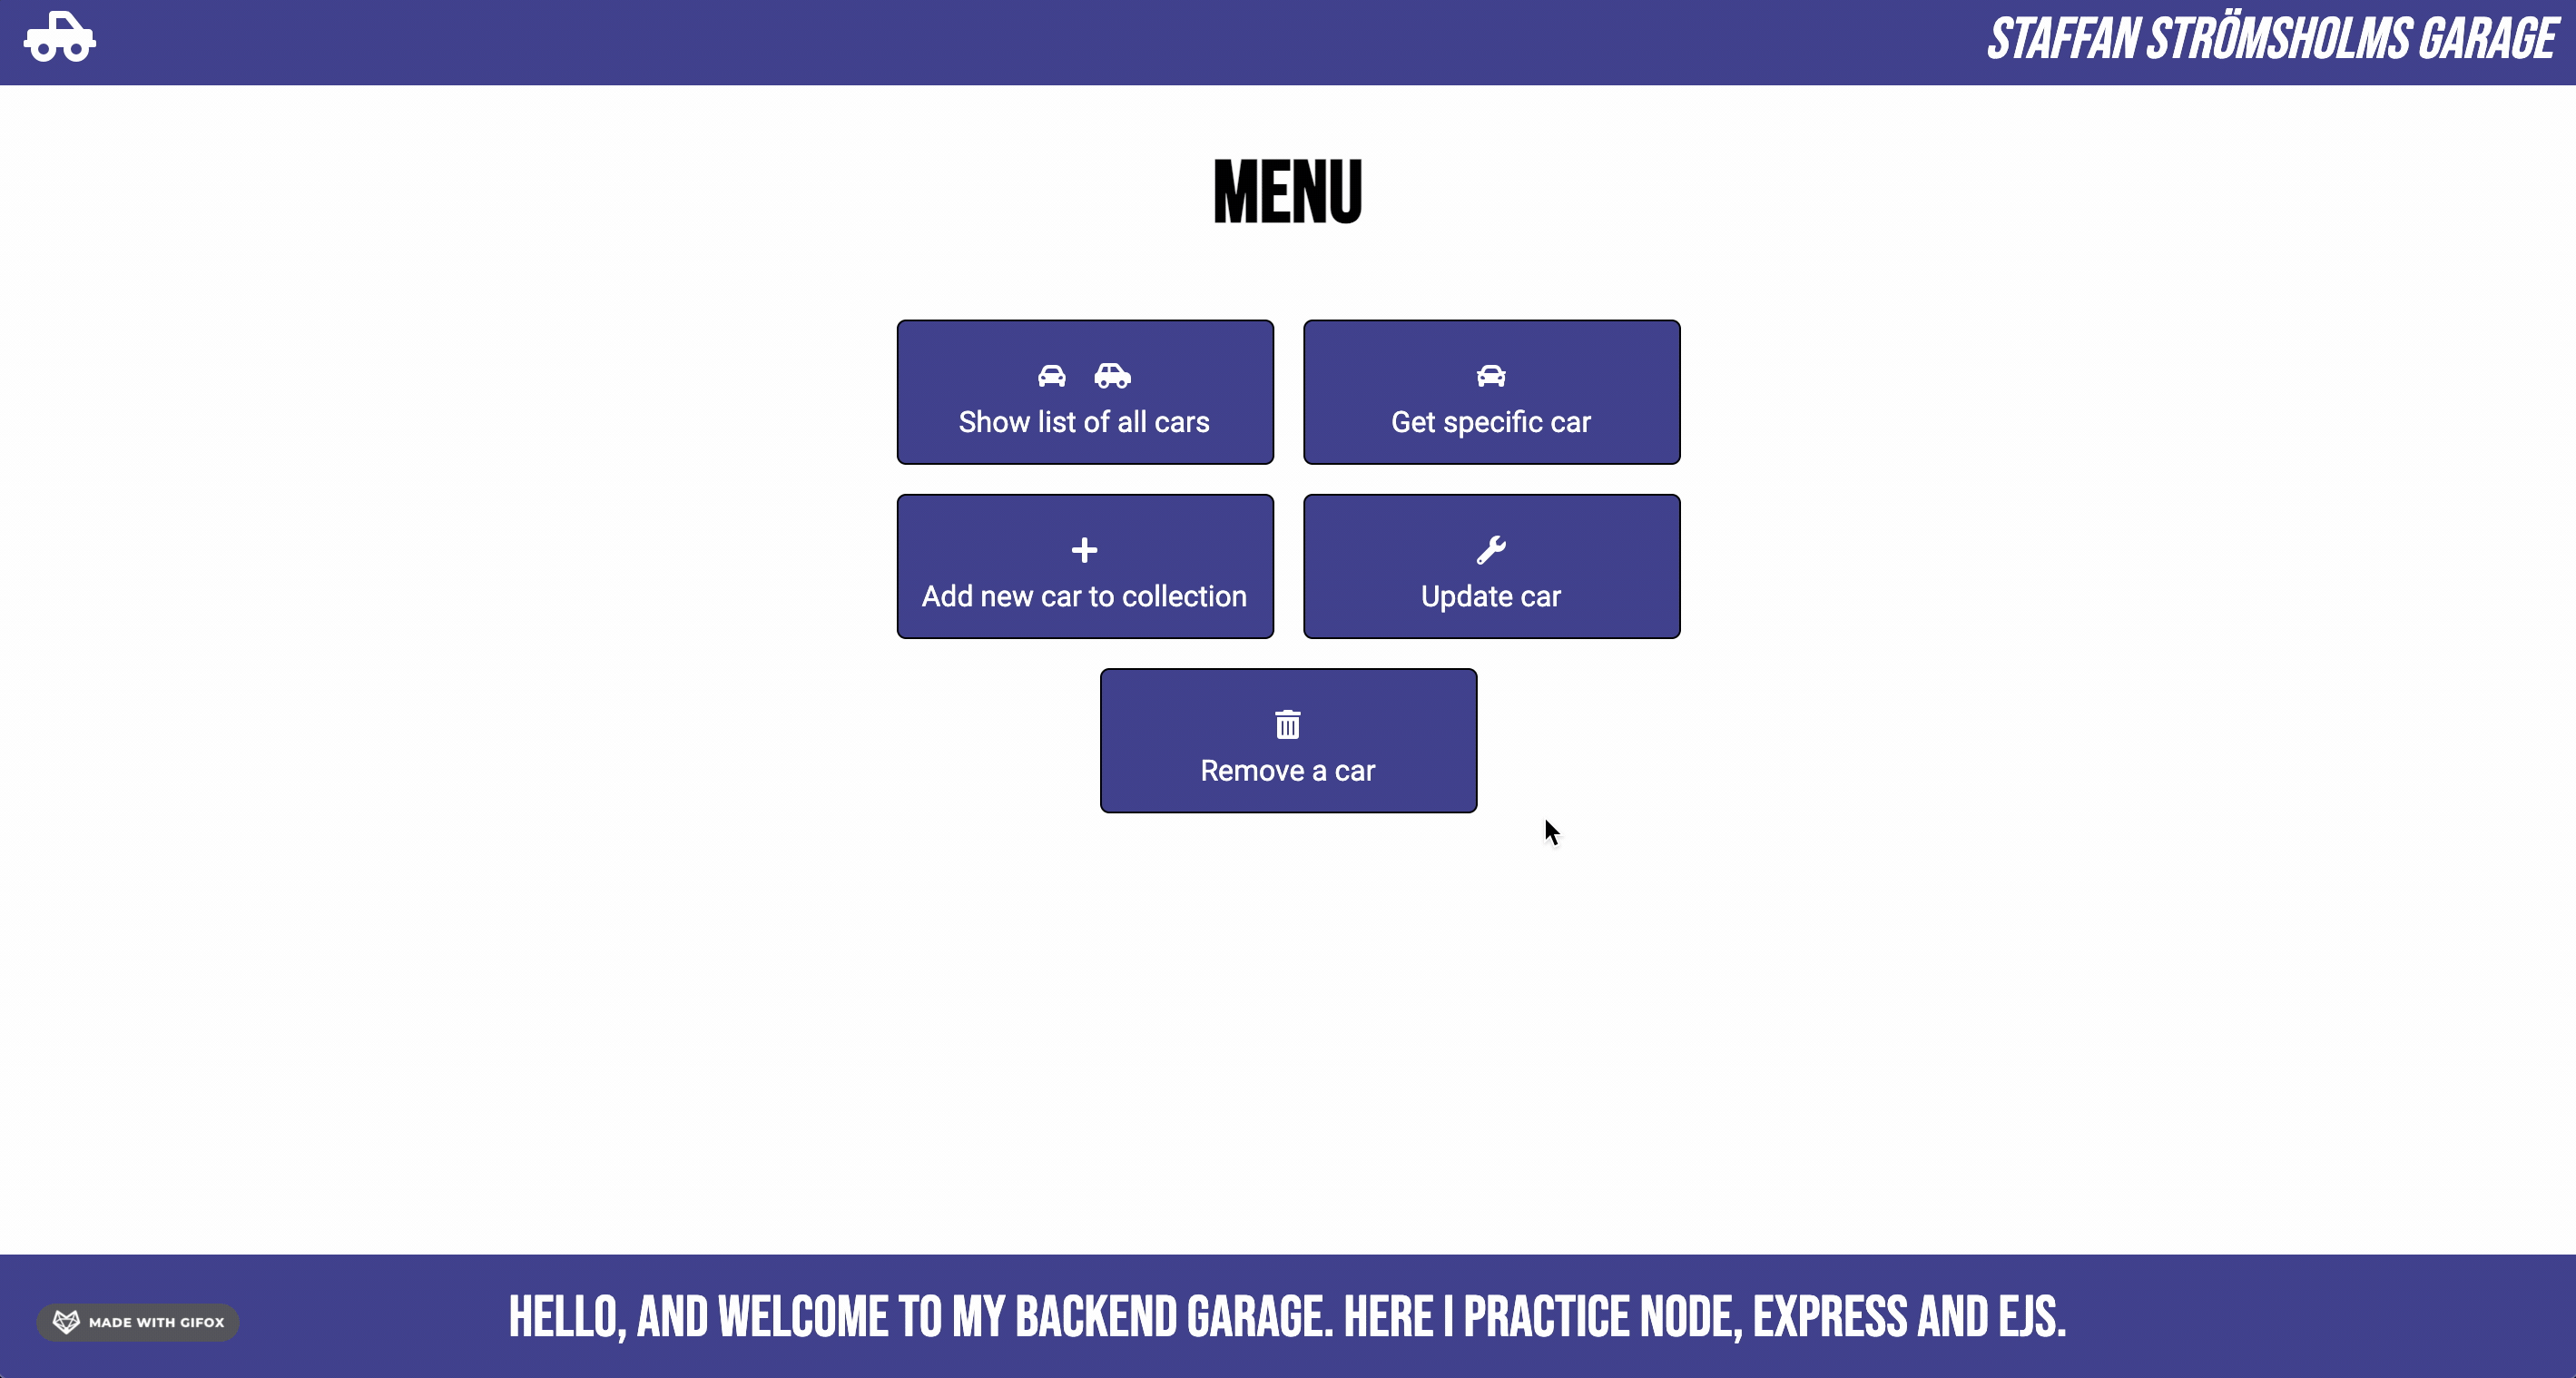 STAFFAN STRÖMSHOLMS GARAGE
MENU
Show list of all cars
Get specific car
Add new car to collection
Update car
Remove a car
MADE WITH GIFOX
HELLO, AND WELCOME TO MY BACKEND GARAGE. HERE I PRACTICE NODE, EXPRESS AND EJS.